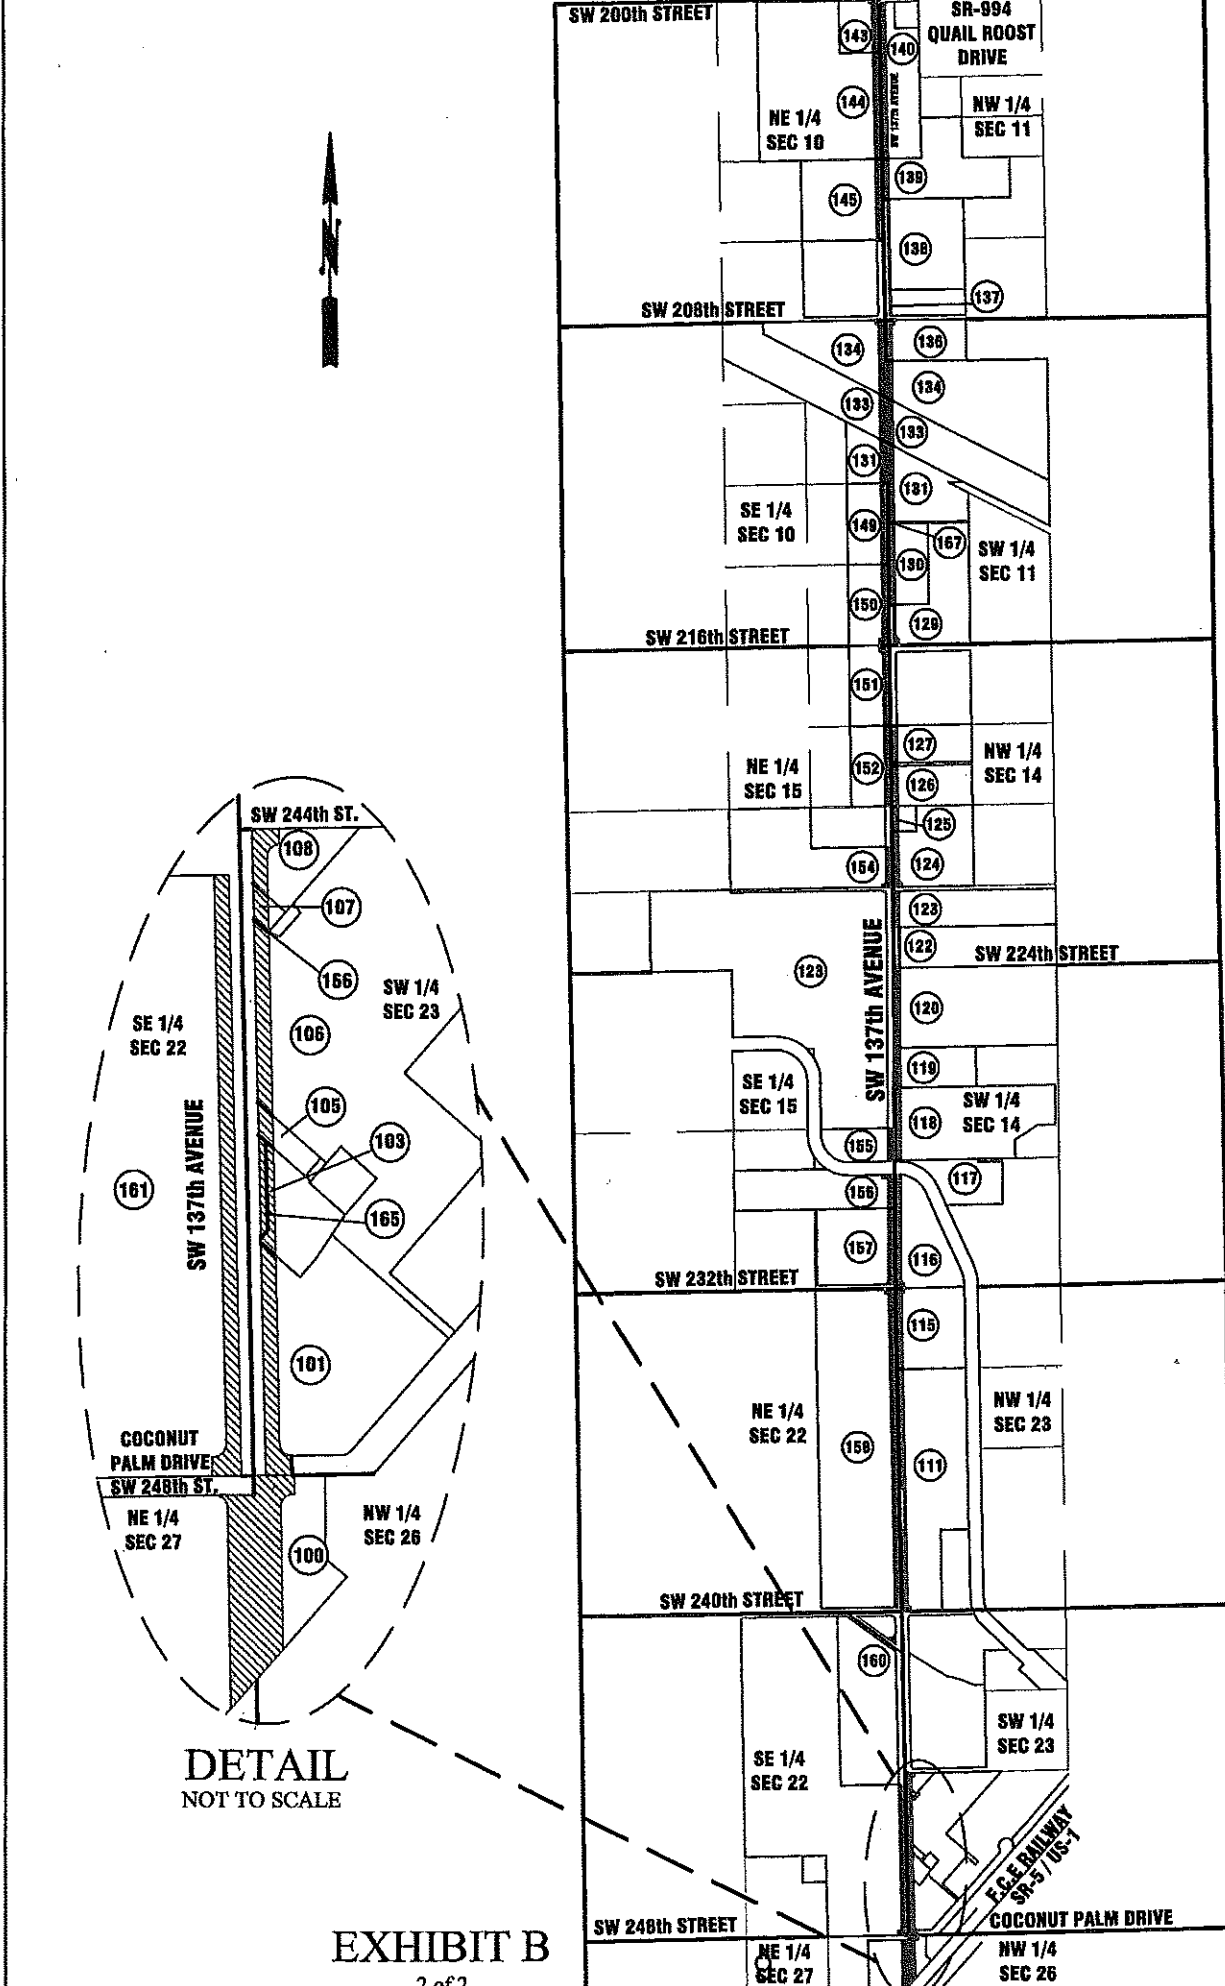 SW 200th STREET
SR-994
QUAIL ROOST
DRIVE
143
140
144
SW 137th AVENUE
NE 1/4
SEC 10
NW 1/4
SEC 11
139
145
138
137
SW 208th STREET
N
134
136
134
133
133
131
131
SE 1/4
SEC 10
149
167
130
SW 1/4
SEC 11
150
129
SW 216th STREET
151
127
NW 1/4
SEC 14
NE 1/4
SEC 15
152
126
125
154
124
123
122
SW 224th STREET
123
SW 137th AVENUE
120
119
SE 1/4
SEC 15
SW 1/4
SEC 14
118
155
117
156
157
116
SW 232th STREET
115
NE 1/4
SEC 22
NW 1/4
SEC 23
159
111
SW 240th STREET
160
SW 1/4
SEC 23
SE 1/4
SEC 22
F.C.E RAILWAY
SR-5 / US-1
SW 248th STREET
COCONUT PALM DRIVE
NE 1/4
SEC 27
NW 1/4
SEC 26
SW 244th ST.
108
107
166
SW 1/4
SEC 23
106
SE 1/4
SEC 22
105
103
SW 137th AVENUE
161
165
101
COCONUT
PALM DRIVE
SW 248th ST.
NE 1/4
SEC 27
NW 1/4
SEC 26
100
DETAIL
NOT TO SCALE
EXHIBIT B
2 of 2